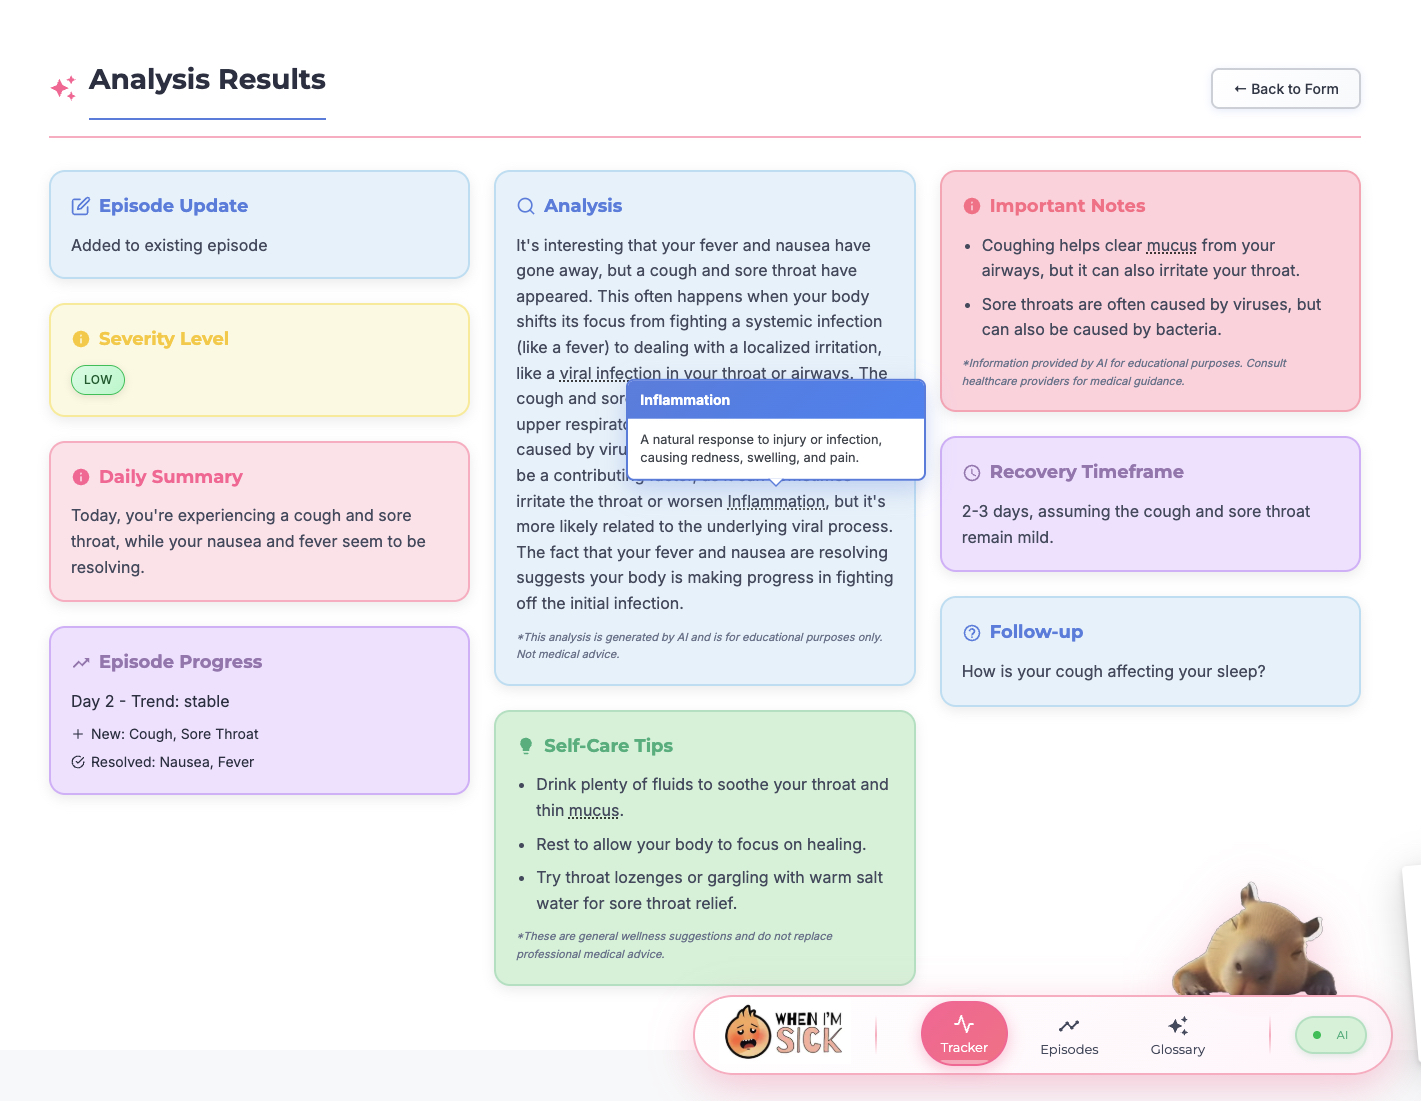 Analysis Results
← Back to Form
Episode Update
Added to existing episode
Severity Level
LOW
Daily Summary
Today, you're experiencing a cough and sore
throat, while your nausea and fever seem to be
resolving.
Episode Progress
Day 2 - Trend: stable
New: Cough, Sore Throat
Resolved: Nausea, Fever
Analysis
It's interesting that your fever and nausea have
gone away, but a cough and sore throat have
appeared. This often happens when your body
shifts its focus from fighting a systemic infection
(like a fever) to dealing with a localized irritation,
like a viral infection in your throat or airways. The
cough and
upper
caused by
be a
irritate the throat or worsen Inflammation, but it's
more likely related to the underlying viral process.
The fact that your fever and nausea are resolving
suggests your body is making progress in fighting
off the initial infection.
*This analysis is generated by AI and is for educational purposes only.
Not medical advice.
Inflammation
A natural response to injury or infection,
causing redness, swelling, and pain.
Self-Care Tips
• Drink plenty of fluids to soothe your throat and
thin mucus.
• Rest to allow your body to focus on healing.
• Try throat lozenges or gargling with warm salt
water for sore throat relief.
*These are general wellness suggestions and do not replace
professional medical advice.
Important Notes
• Coughing helps clear mucus from your
airways, but it can also irritate your throat.
• Sore throats are often caused by viruses, but
can also be caused by bacteria.
*Information provided by AI for educational purposes. Consult
healthcare providers for medical guidance.
Recovery Timeframe
2-3 days, assuming the cough and sore throat
remain mild.
Follow-up
How is your cough affecting your sleep?
WHEN I'M
SICK
Tracker
Episodes
Glossary
AI